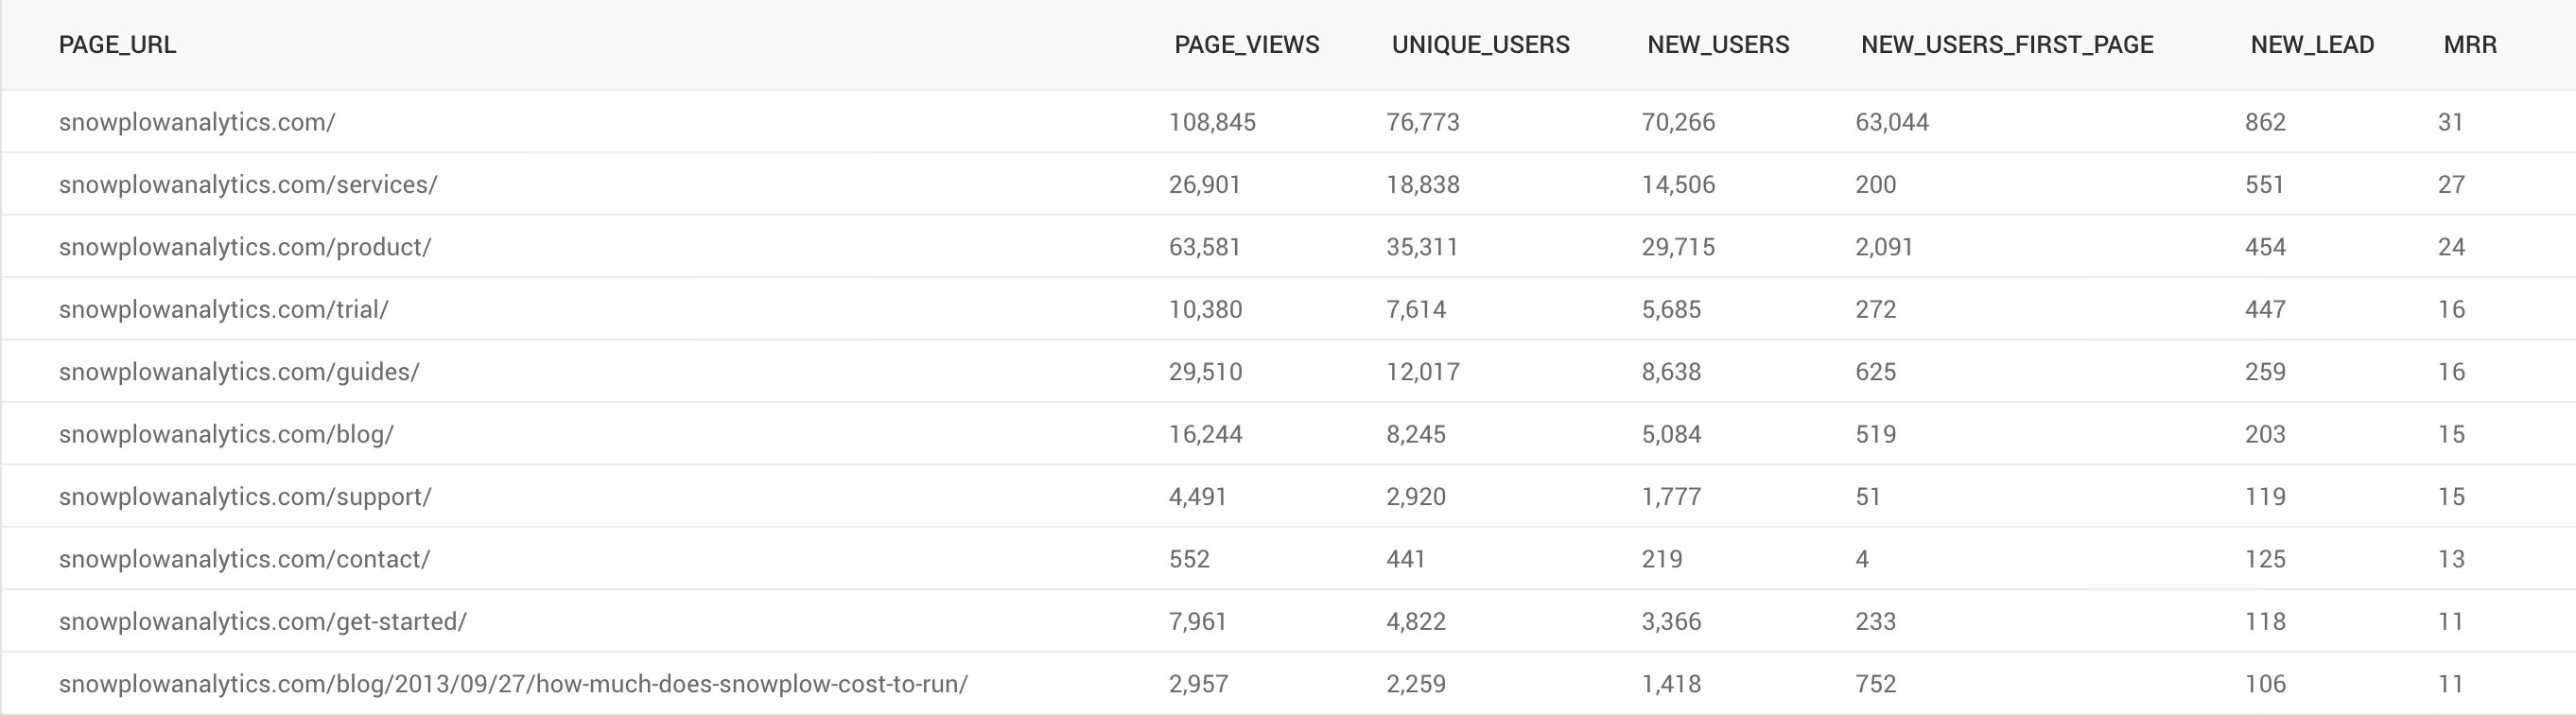 PAGE_URL PAGE_VIEWS UNIQUE_USERS NEW_USERS NEW_USERS_FIRST_PAGE NEW_LEAD MRR
snowplowanalytics.com/ 108,845 76,773 70,266 63,044 862 31
snowplowanalytics.com/services/ 26,901 18,838 14,506 200 551 27
snowplowanalytics.com/product/ 63,581 35,311 29,715 2,091 454 24
snowplowanalytics.com/trial/ 10,380 7,614 5,685 272 447 16
snowplowanalytics.com/guides/ 29,510 12,017 8,638 625 259 16
snowplowanalytics.com/blog/ 16,244 8,245 5,084 519 203 15
snowplowanalytics.com/support/ 4,491 2,920 1,777 51 119 15
snowplowanalytics.com/contact/ 552 441 219 4 125 13
snowplowanalytics.com/get-started/ 7,961 4,822 3,366 233 118 11
snowplowanalytics.com/blog/2013/09/27/how-much-does-snowplow-cost-to-run/ 2,957 2,259 1,418 752 106 11